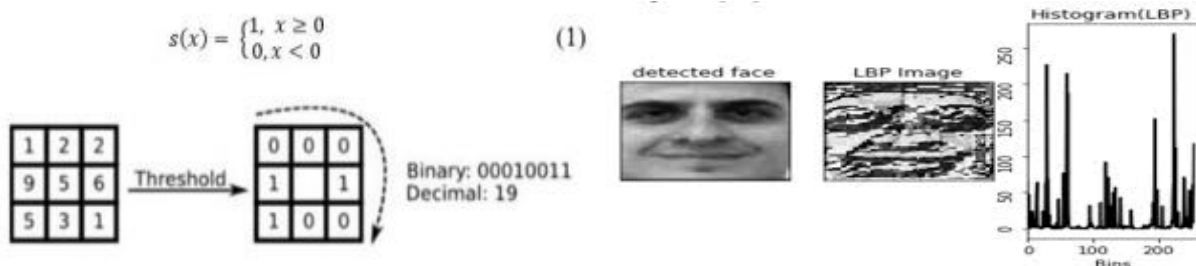 s(x) = {1, x ≥ 0
0, x < 0
(1)
1 2 2
9 5 6
5 3 1
Threshold
0 0 0
1 1
1 0 0
Binary: 00010011
Decimal: 19
detected face
LBP Image
Histogram(LBP)
250
200
150
100
50
0
0 100 200
Bins